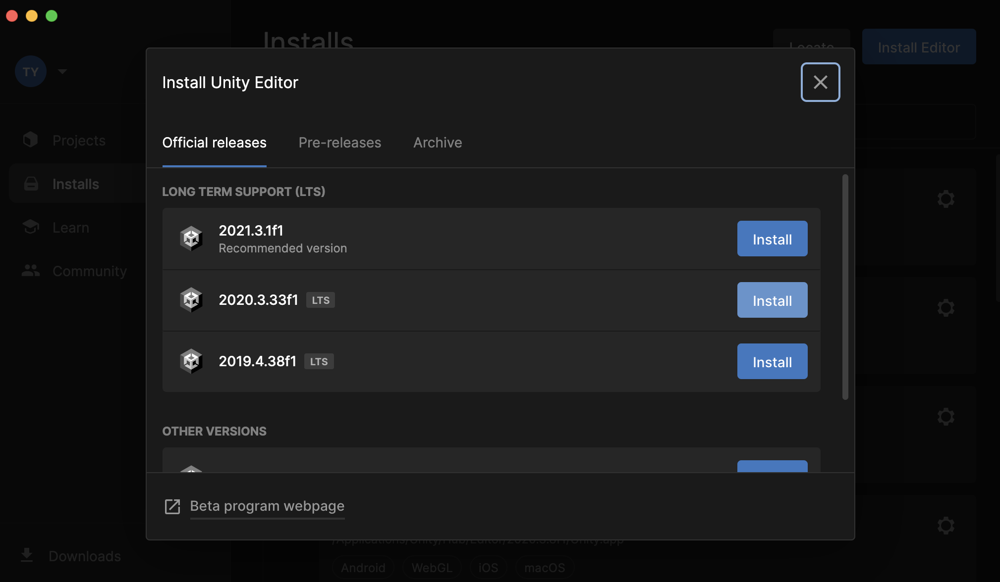 Installs
Locate
Install Editor
TY
Projects
Installs
Learn
Community
Downloads
Install Unity Editor
Official releases
Pre-releases
Archive
LONG TERM SUPPORT (LTS)
2021.3.1f1
Recommended version
Install
2020.3.33f1 LTS
Install
2019.4.38f1 LTS
Install
OTHER VERSIONS
Beta program webpage
Android
WebGL
iOS
macOS